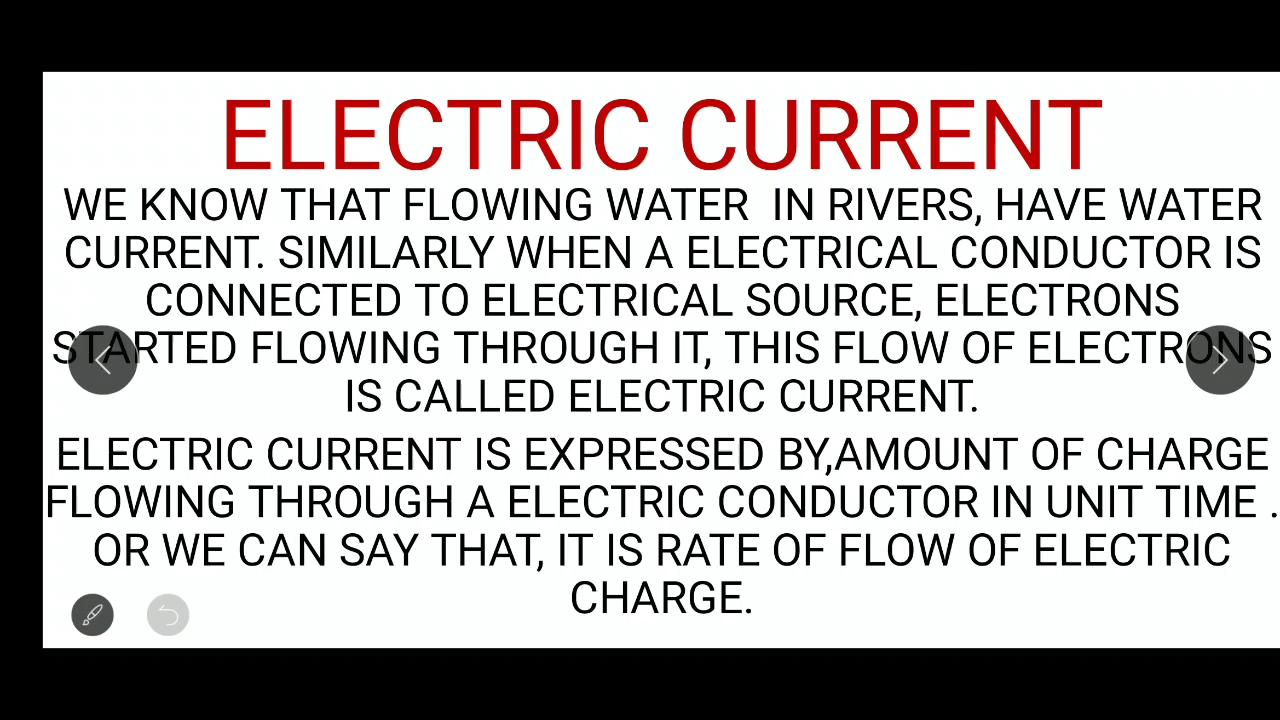 ELECTRIC CURRENT
WE KNOW THAT FLOWING WATER IN RIVERS, HAVE WATER
CURRENT. SIMILARLY WHEN A ELECTRICAL CONDUCTOR IS
CONNECTED TO ELECTRICAL SOURCE, ELECTRONS
STARTED FLOWING THROUGH IT, THIS FLOW OF ELECTRONS
IS CALLED ELECTRIC CURRENT.
ELECTRIC CURRENT IS EXPRESSED BY,AMOUNT OF CHARGE
FLOWING THROUGH A ELECTRIC CONDUCTOR IN UNIT TIME .
OR WE CAN SAY THAT, IT IS RATE OF FLOW OF ELECTRIC
CHARGE.